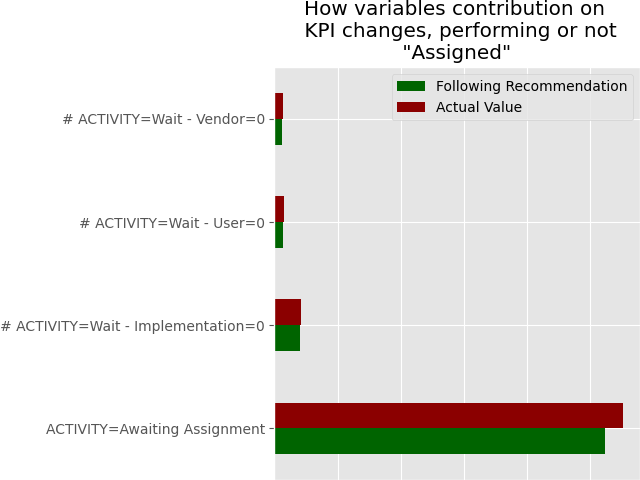 How variables contribution on
KPI changes, performing or not
"Assigned"
Following Recommendation
Actual Value
# ACTIVITY=Wait - Vendor=0
# ACTIVITY=Wait - User=0
# ACTIVITY=Wait - Implementation=0
ACTIVITY=Awaiting Assignment